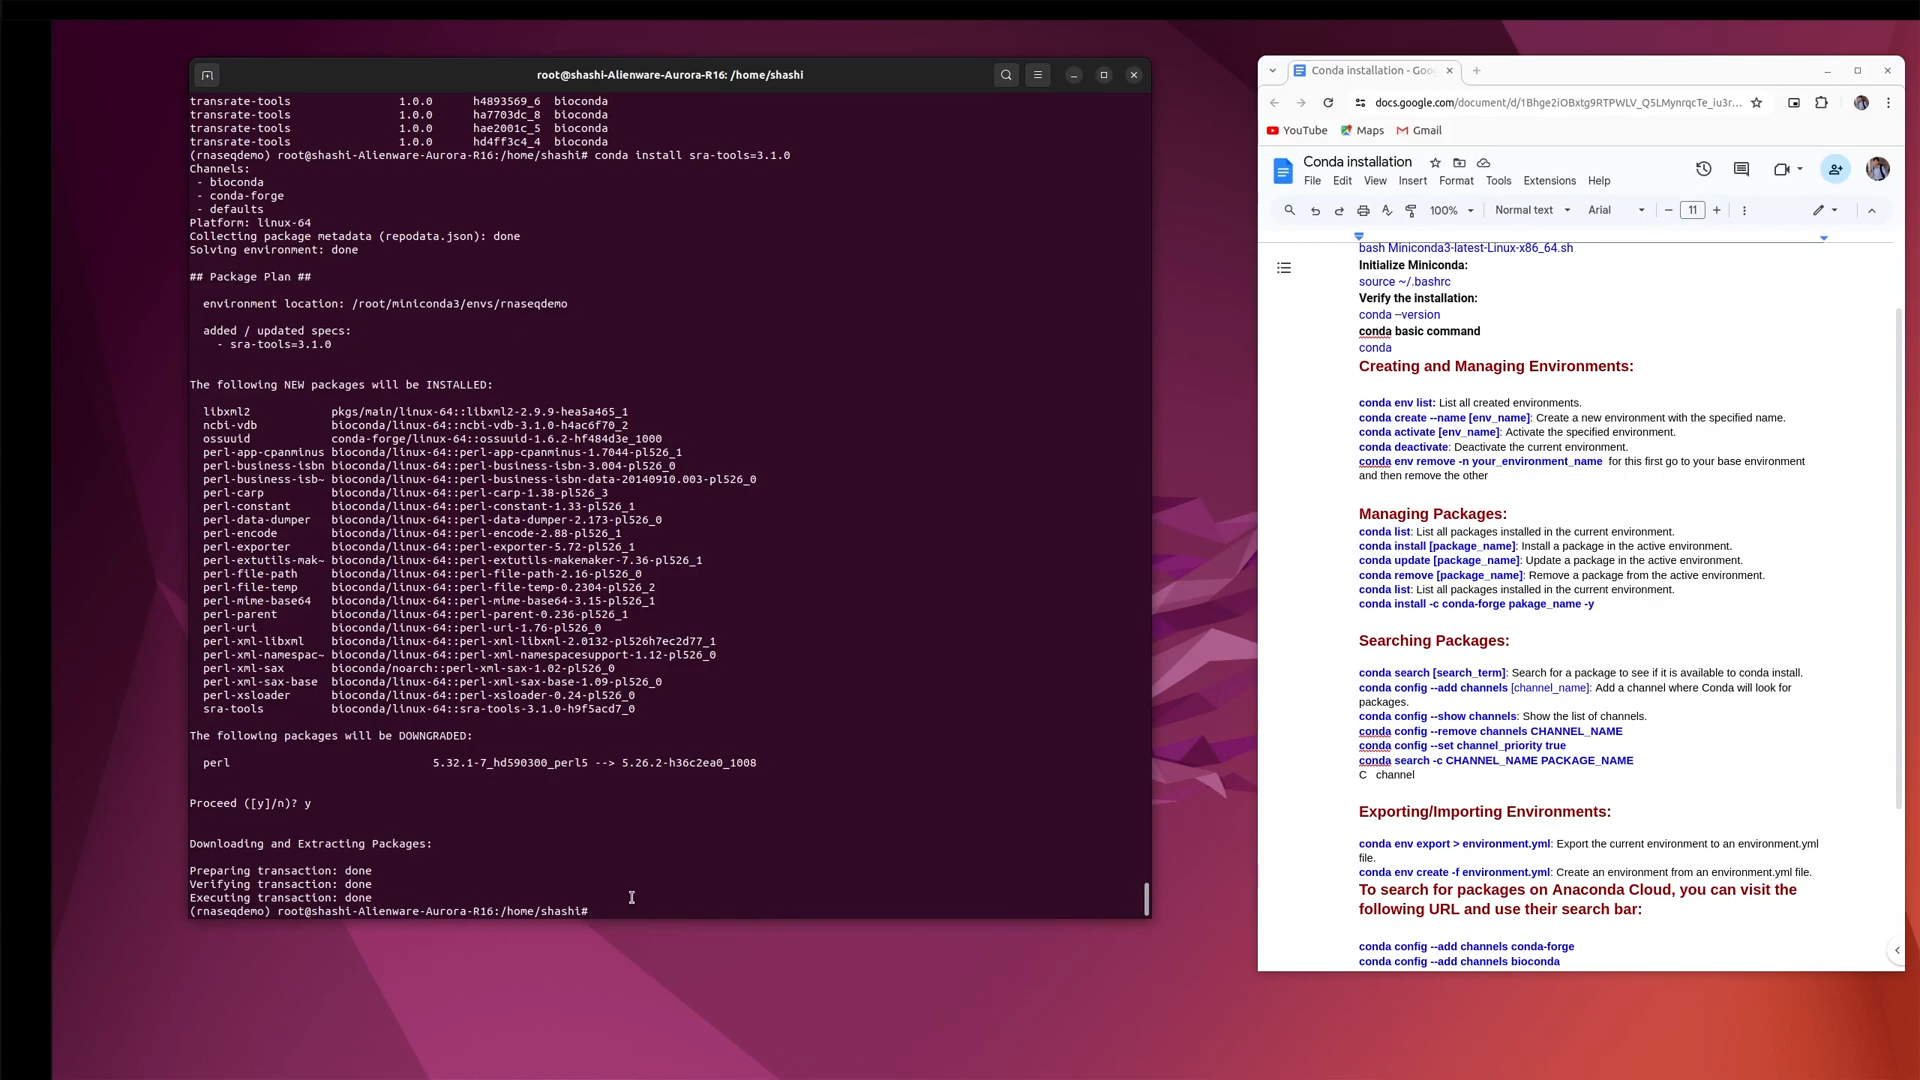 root@shashi-Alienware-Aurora-R16: /home/shashi
transrate-tools 1.0.0 h4893569_6 bioconda
transrate-tools 1.0.0 ha7703dc_8 bioconda
transrate-tools 1.0.0 hae2001c_5 bioconda
transrate-tools 1.0.0 hd4ff3c4_4 bioconda
(rnaseqdemo) root@shashi-Alienware-Aurora-R16:/home/shashi# conda install sra-tools=3.1.0
Channels:
- bioconda
- conda-forge
- defaults
Platform: linux-64
Collecting package metadata (repodata.json): done
Solving environment: done
## Package Plan ##
environment location: /root/miniconda3/envs/rnaseqdemo
added / updated specs:
- sra-tools=3.1.0
The following NEW packages will be INSTALLED:
libxml2 pkgs/main/linux-64::libxml2-2.9.9-hea5a465_1
ncbi-vdb bioconda/linux-64::ncbi-vdb-3.1.0-h4ac6f70_2
ossuuid conda-forge/linux-64::ossuuid-1.6.2-hf484d3e_1000
perl-app-cpanminus bioconda/linux-64::perl-app-cpanminus-1.7044-pl526_1
perl-business-isbn bioconda/linux-64::perl-business-isbn-3.004-pl526_0
perl-business-isb~ bioconda/linux-64::perl-business-isbn-data-20140910.003-pl526_0
perl-carp bioconda/linux-64::perl-carp-1.38-pl526_3
perl-constant bioconda/linux-64::perl-constant-1.33-pl526_1
perl-data-dumper bioconda/linux-64::perl-data-dumper-2.173-pl526_0
perl-encode bioconda/linux-64::perl-encode-2.88-pl526_1
perl-exporter bioconda/linux-64::perl-exporter-5.72-pl526_1
perl-extutils-mak~ bioconda/linux-64::perl-extutils-makemaker-7.36-pl526_1
perl-file-path bioconda/linux-64::perl-file-path-2.16-pl526_0
perl-file-temp bioconda/linux-64::perl-file-temp-0.2304-pl526_2
perl-mime-base64 bioconda/linux-64::perl-mime-base64-3.15-pl526_1
perl-parent bioconda/linux-64::perl-parent-0.236-pl526_1
perl-uri bioconda/linux-64::perl-uri-1.76-pl526_0
perl-xml-libxml bioconda/linux-64::perl-xml-libxml-2.0132-pl526h7ec2d77_1
perl-xml-namespac~ bioconda/linux-64::perl-xml-namespacesupport-1.12-pl526_0
perl-xml-sax bioconda/noarch::perl-xml-sax-1.02-pl526_0
perl-xml-sax-base bioconda/linux-64::perl-xml-sax-base-1.09-pl526_0
perl-xsloader bioconda/linux-64::perl-xsloader-0.24-pl526_0
sra-tools bioconda/linux-64::sra-tools-3.1.0-h9f5acd7_0
The following packages will be DOWNGRADED:
perl 5.32.1-7_hd590300_perl5 --> 5.26.2-h36c2ea0_1008
Proceed ([y]/n)? y
Downloading and Extracting Packages:
Preparing transaction: done
Verifying transaction: done
Executing transaction: done
(rnaseqdemo) root@shashi-Alienware-Aurora-R16:/home/shashi#
Conda installation - Goo
docs.google.com/document/d/1Bhge2iOBxtg9RTPWLV_Q5LMynrqcTe_iu3r...
YouTube Maps Gmail
Conda installation
File Edit View Insert Format Tools Extensions Help
100% Normal text Arial 11
bash Miniconda3-latest-Linux-x86_64.sh
Initialize Miniconda:
source ~/.bashrc
Verify the installation:
conda --version
conda basic command
conda
Creating and Managing Environments:
conda env list: List all created environments.
conda create --name [env_name]: Create a new environment with the specified name.
conda activate [env_name]: Activate the specified environment.
conda deactivate: Deactivate the current environment.
conda env remove -n your_environment_name for this first go to your base environment
and then remove the other
Managing Packages:
conda list: List all packages installed in the current environment.
conda install [package_name]: Install a package in the active environment.
conda update [package_name]: Update a package in the active environment.
conda remove [package_name]: Remove a package from the active environment.
conda list: List all packages installed in the current environment.
conda install -c conda-forge pakage_name -y
Searching Packages:
conda search [search_term]: Search for a package to see if it is available to conda install.
conda config --add channels [channel_name]: Add a channel where Conda will look for
packages.
conda config --show channels: Show the list of channels.
conda config --remove channels CHANNEL_NAME
conda config --set channel_priority true
conda search -c CHANNEL_NAME PACKAGE_NAME
C channel
Exporting/Importing Environments:
conda env export > environment.yml: Export the current environment to an environment.yml
file.
conda env create -f environment.yml: Create an environment from an environment.yml file.
To search for packages on Anaconda Cloud, you can visit the
following URL and use their search bar:
conda config --add channels conda-forge
conda config --add channels bioconda